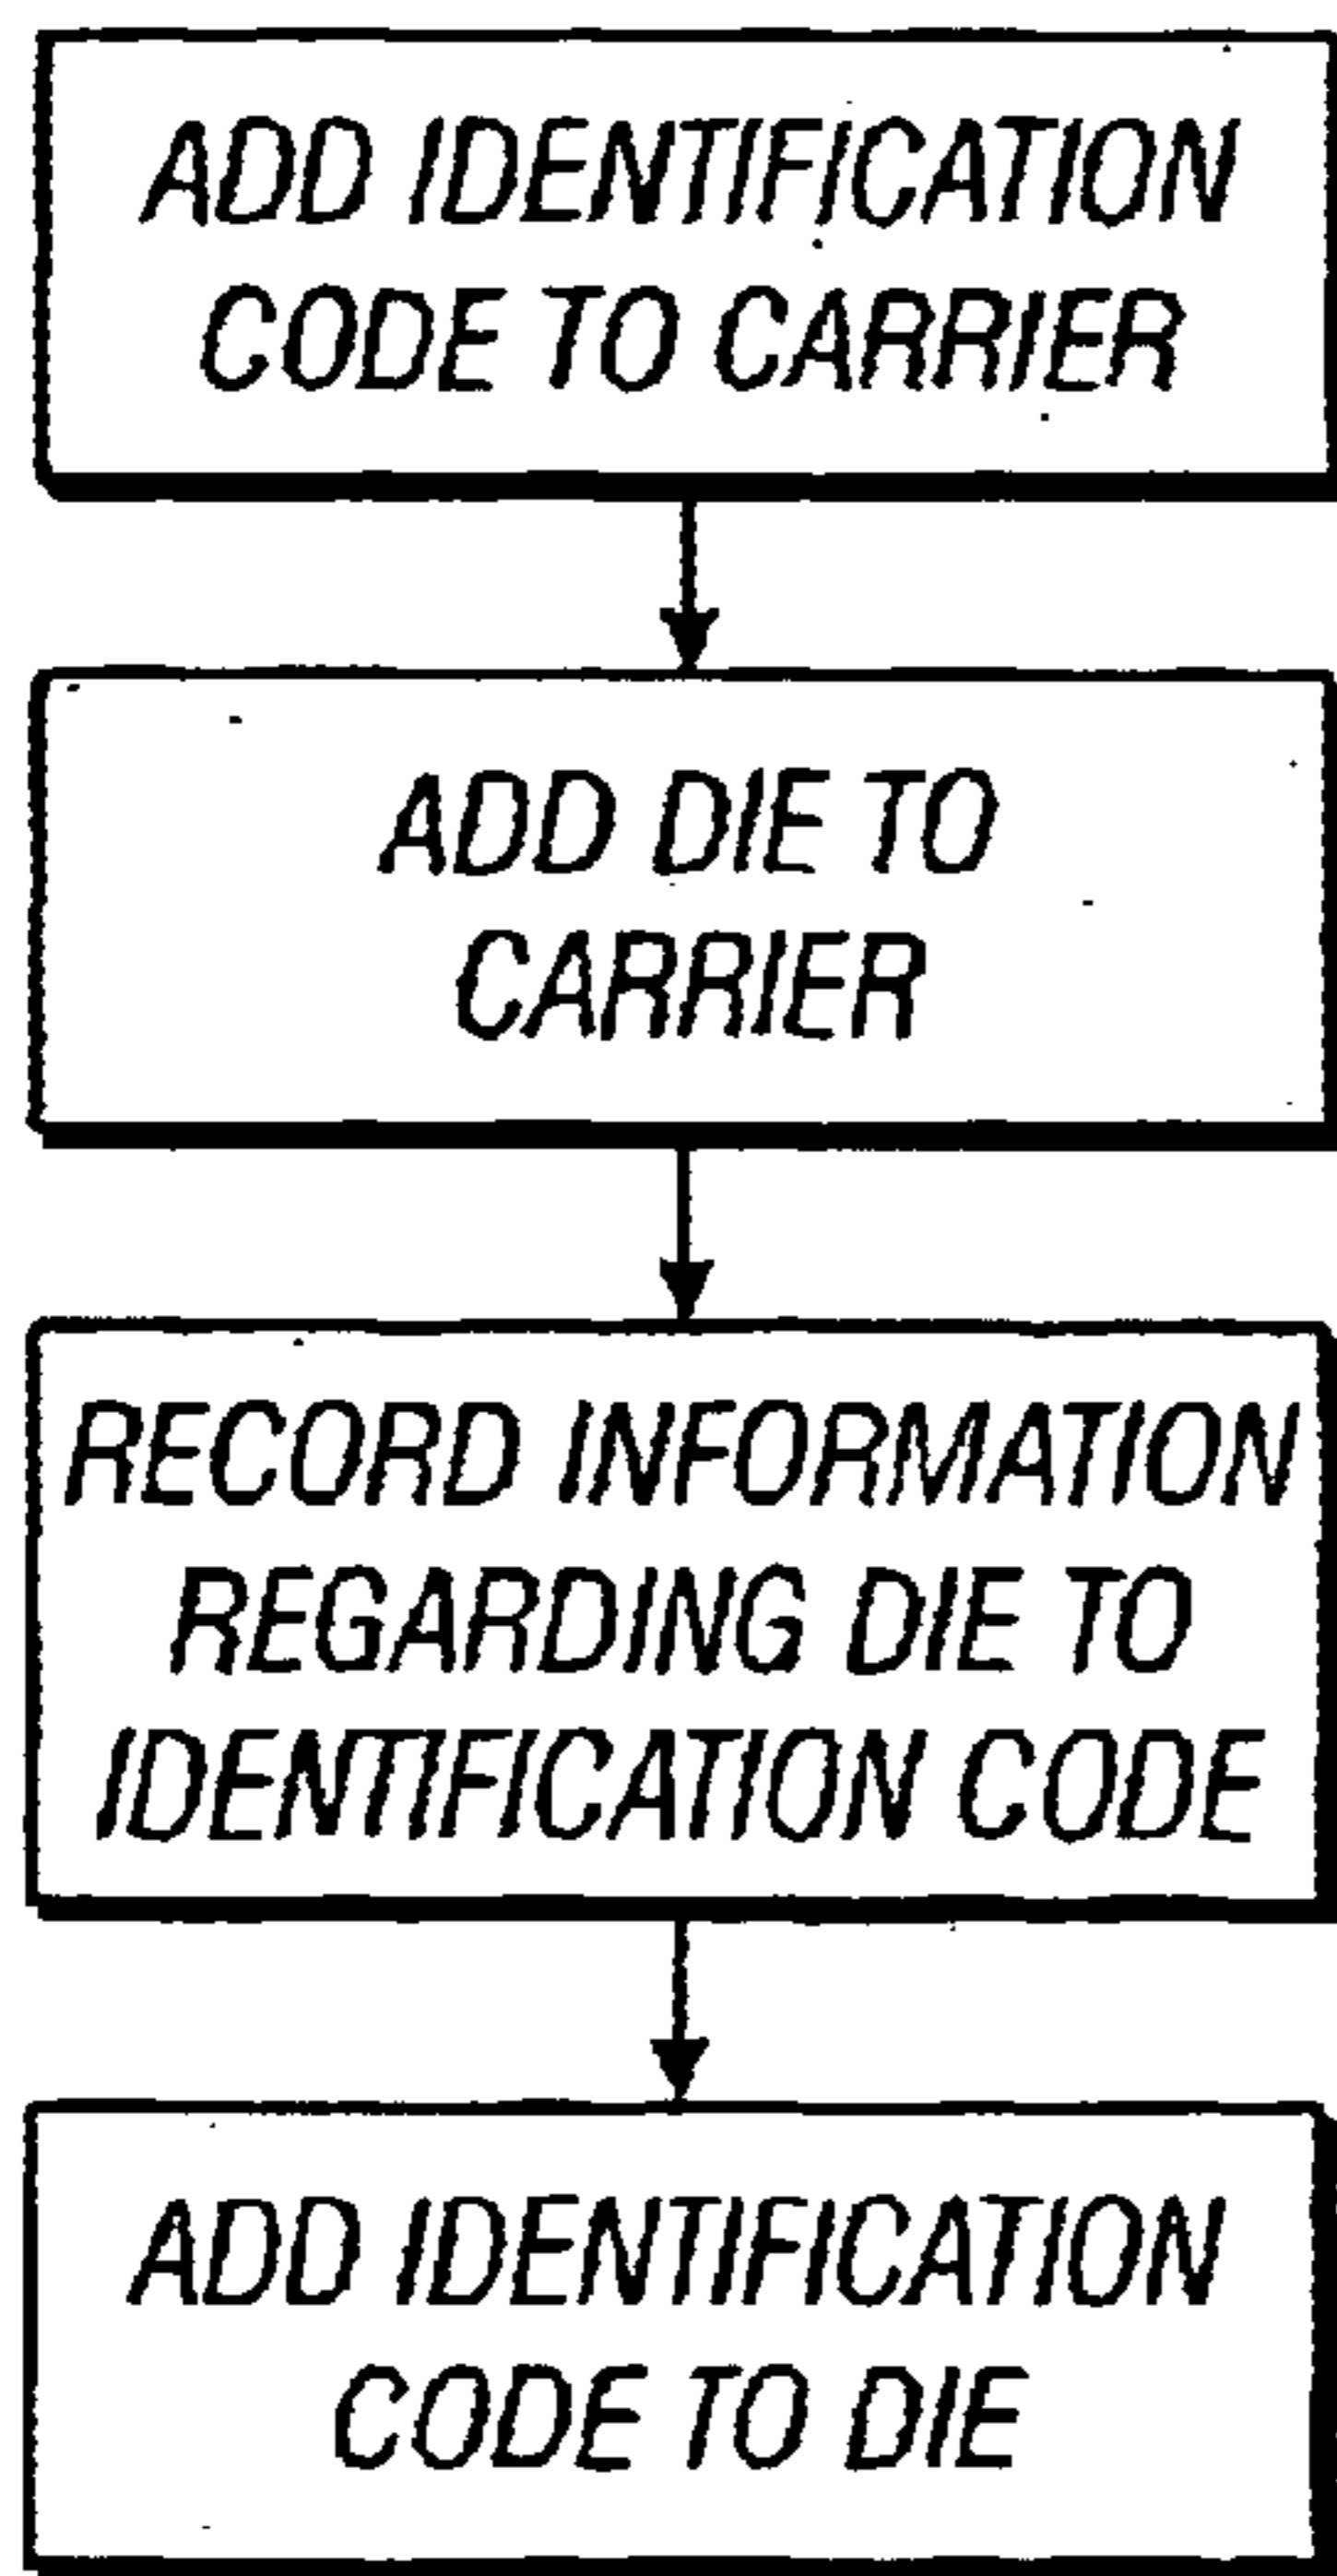 ADD IDENTIFICATION
CODE TO CARRIER
ADD DIE TO
CARRIER
RECORD INFORMATION
REGARDING DIE TO
IDENTIFICATION CODE
ADD IDENTIFICATION
CODE TO DIE